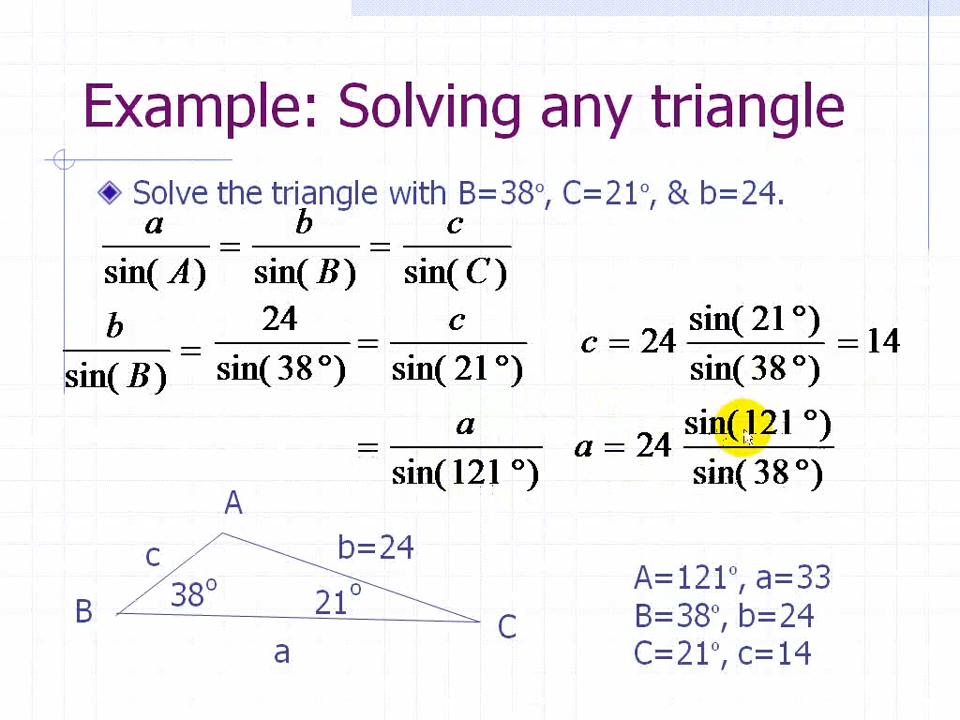 Example: Solving any triangle
Solve the triangle with B=38°, C=21°, & b=24.
a/sin( A) = b/sin( B) = c/sin( C)
b/sin( B) = 24/sin( 38°) = c/sin( 21°)   c = 24 sin( 21°)/sin( 38°) = 14
= a/sin( 121°)   a = 24 sin( 121°)/sin( 38°)
A
c
b=24
38°
21°
B
C
a
A=121°, a=33
B=38°, b=24
C=21°, c=14